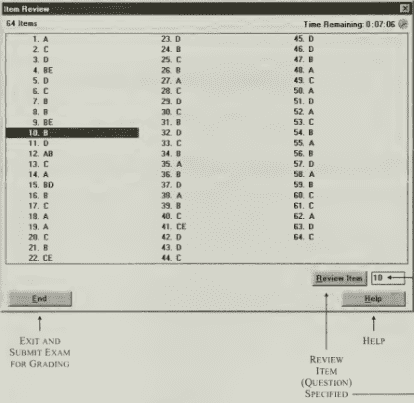 Item Review
64 Items
Time Remaining: 0:07:06
1. A
2. C
3. D
4. BE
5. D
6. C
7. B
8. B
9. BE
10. B
11. D
12. AB
13. C
14. A
15. BD
16. B
17. C
18. A
19. A
20. C
21. B
22. CE
23. D
24. B
25. C
26. B
27. A
28. C
29. D
30. C
31. B
32. D
33. C
34. B
35. A
36. B
37. D
38. A
39. B
40. C
41. CE
42. D
43. D
44. C
45. D
46. D
47. B
48. A
49. C
50. A
51. D
52. A
53. C
54. B
55. A
56. B
57. D
58. A
59. B
60. C
61. C
62. A
63. D
64. C
Review Item
10
End
Help
EXIT AND
SUBMIT EXAM
FOR GRADING
REVIEW
ITEM
(QUESTION)
SPECIFIED
HELP